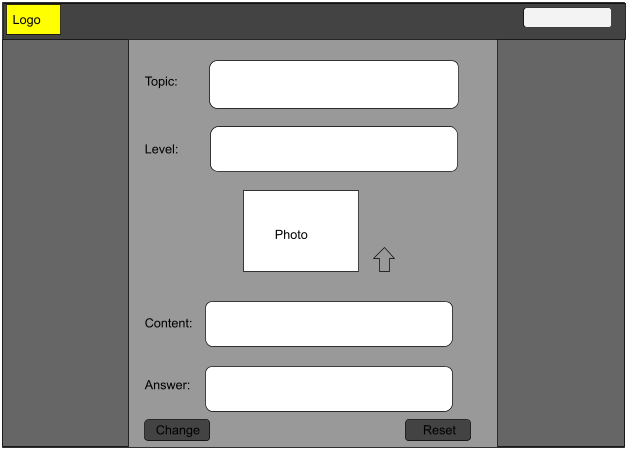 Logo
Topic:
Level:
Photo
Content:
Answer:
Change
Reset